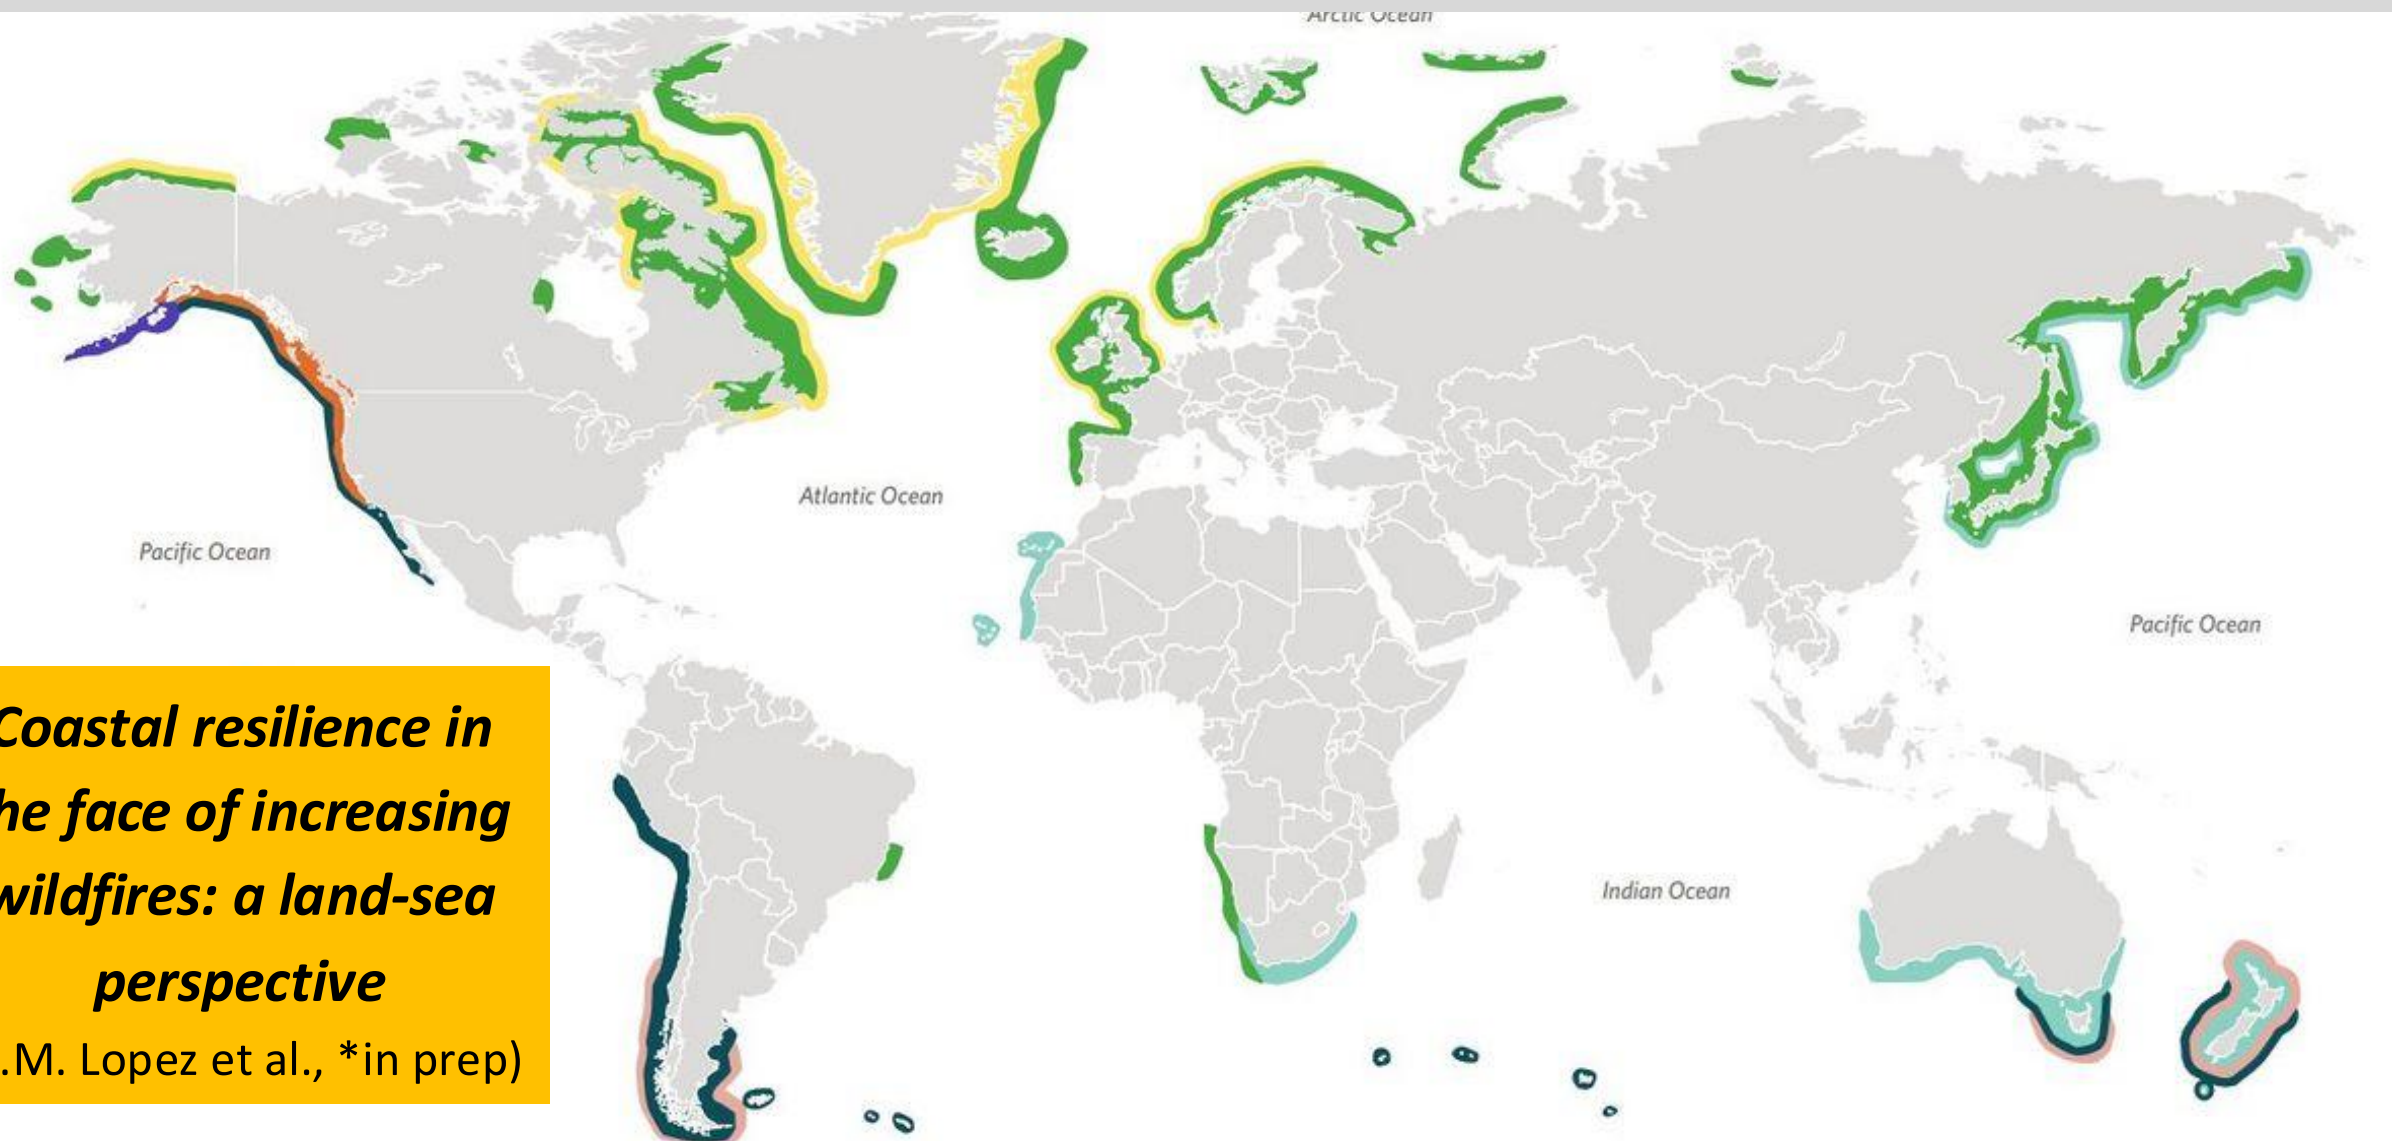 Arctic Ocean
Atlantic Ocean
Pacific Ocean
Pacific Ocean
Indian Ocean
Coastal resilience in
he face of increasing
wildfires: a land-sea
perspective
.M. Lopez et al., *in prep)